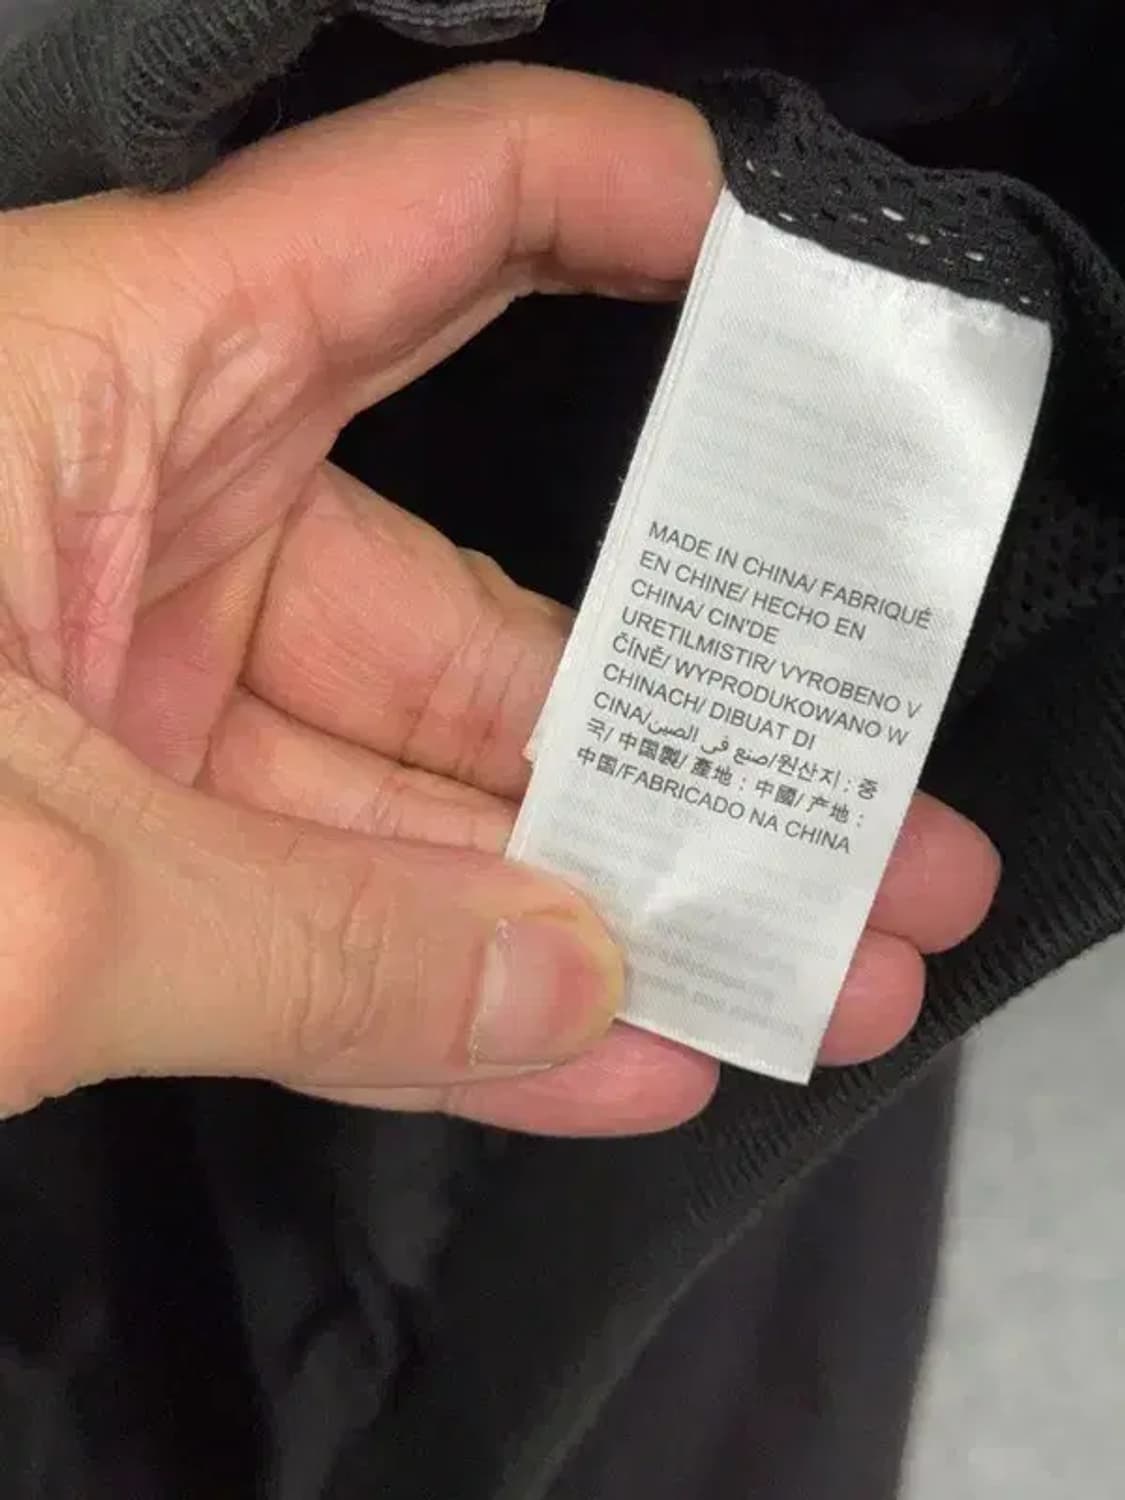 MADE IN CHINA/ FABRIQUÉ
EN CHINE/ HECHO EN
CHINA/ CIN'DE
URETILMISTIR/ VYROBENO V
ČÍNĚ/ WYPRODUKOWANO W
CHINACH/ DIBUAT DI
CINA/صنع في الصين/원산지 : 중
국/ 中国製/ 產地 : 中國/ 产地 :
中国/FABRICADO NA CHINA